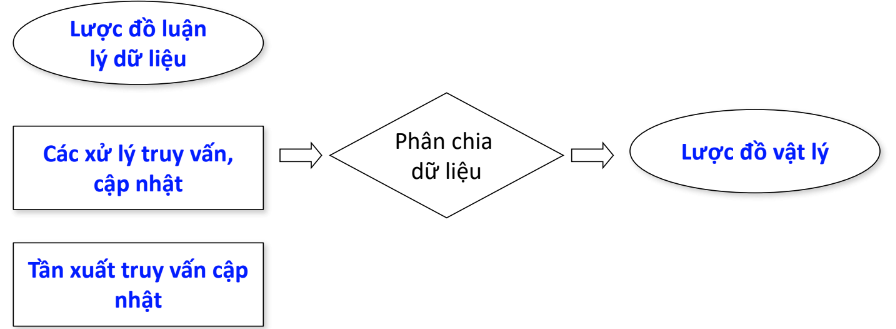 Lược đồ luận
lý dữ liệu
Các xử lý truy vấn,
cập nhật
Tần xuất truy vấn cập
nhật
Phân chia
dữ liệu
Lược đồ vật lý